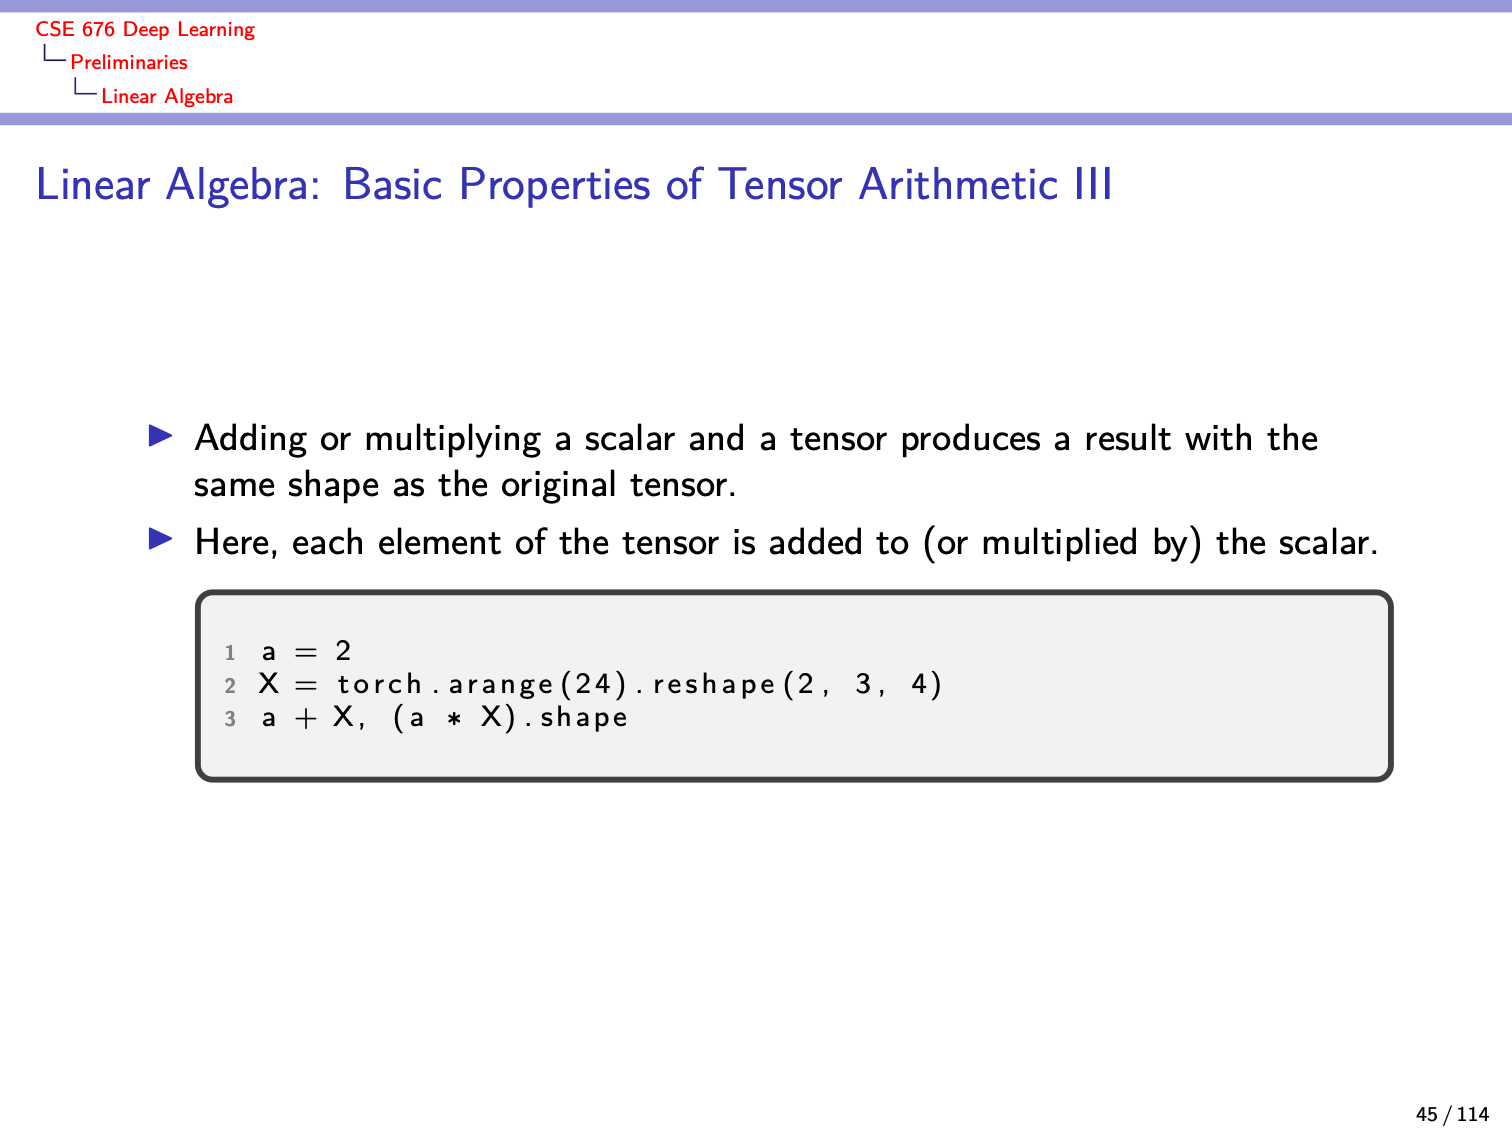 CSE 676 Deep Learning
Preliminaries
Linear Algebra
Linear Algebra: Basic Properties of Tensor Arithmetic III
Adding or multiplying a scalar and a tensor produces a result with the
same shape as the original tensor.
Here, each element of the tensor is added to (or multiplied by) the scalar.
1 a = 2
2 X = torch.arange(24).reshape(2, 3, 4)
3 a + X, (a * X).shape
45 / 114